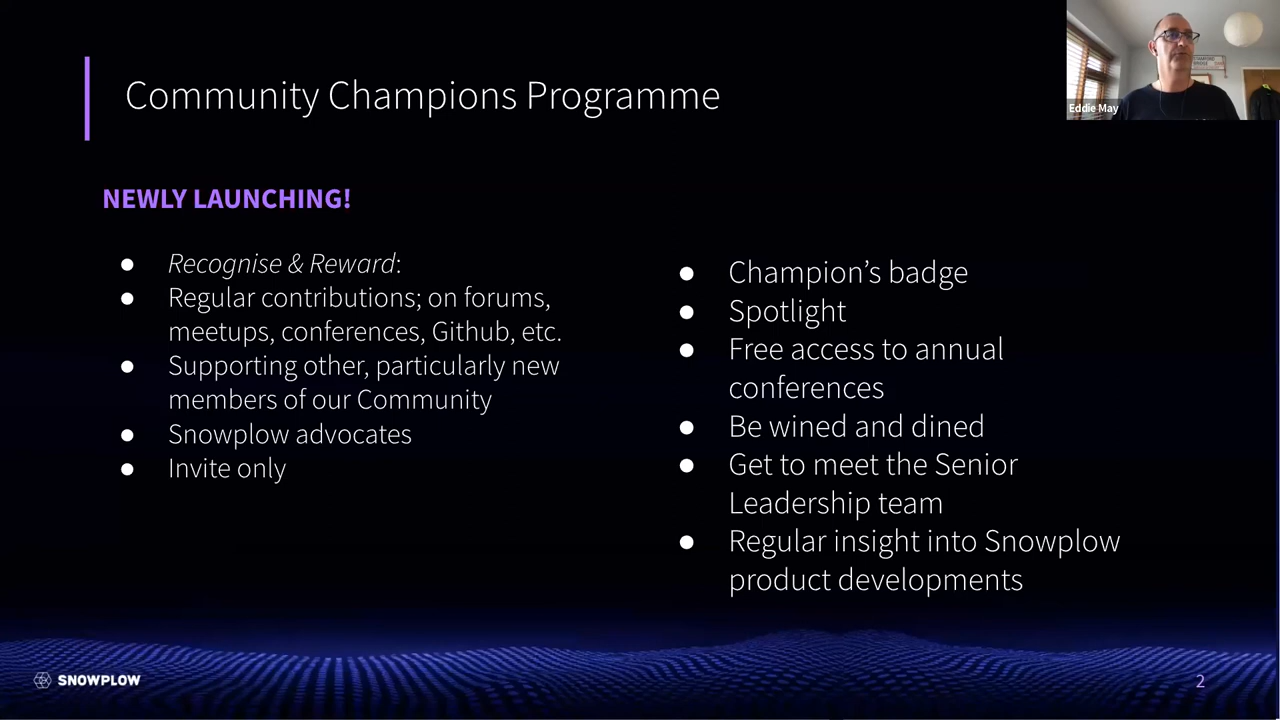 Community Champions Programme
Eddie May
NEWLY LAUNCHING!
● Recognise & Reward:
● Regular contributions; on forums,
meetups, conferences, Github, etc.
● Supporting other, particularly new
members of our Community
● Snowplow advocates
● Invite only
● Champion’s badge
● Spotlight
● Free access to annual
conferences
● Be wined and dined
● Get to meet the Senior
Leadership team
● Regular insight into Snowplow
product developments
SNOWPLOW
2